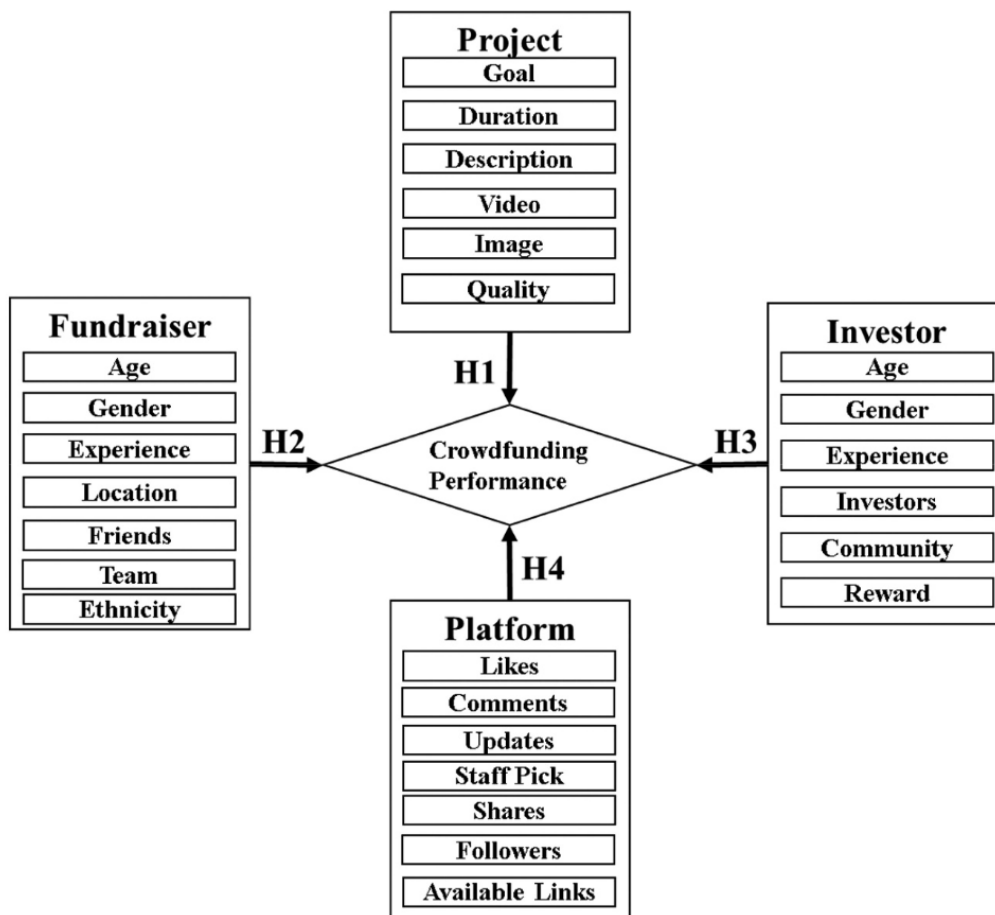 Project
Goal
Duration
Description
Video
Image
Quality
Fundraiser
Age
Gender
Experience
Location
Friends
Team
Ethnicity
H1
H2
Crowdfunding
Performance
H3
H4
Investor
Age
Gender
Experience
Investors
Community
Reward
Platform
Likes
Comments
Updates
Staff Pick
Shares
Followers
Available Links